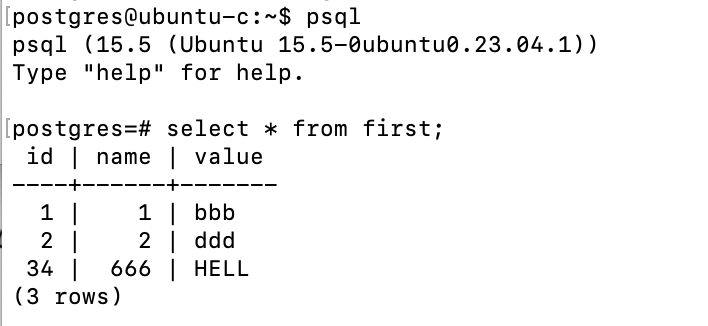 [postgres@ubuntu-c:~$ psql
psql (15.5 (Ubuntu 15.5-0ubuntu0.23.04.1))
Type "help" for help.
[postgres=# select * from first;
 id | name | value
----+------+-------
  1 |    1 | bbb
  2 |    2 | ddd
 34 |  666 | HELL
(3 rows)